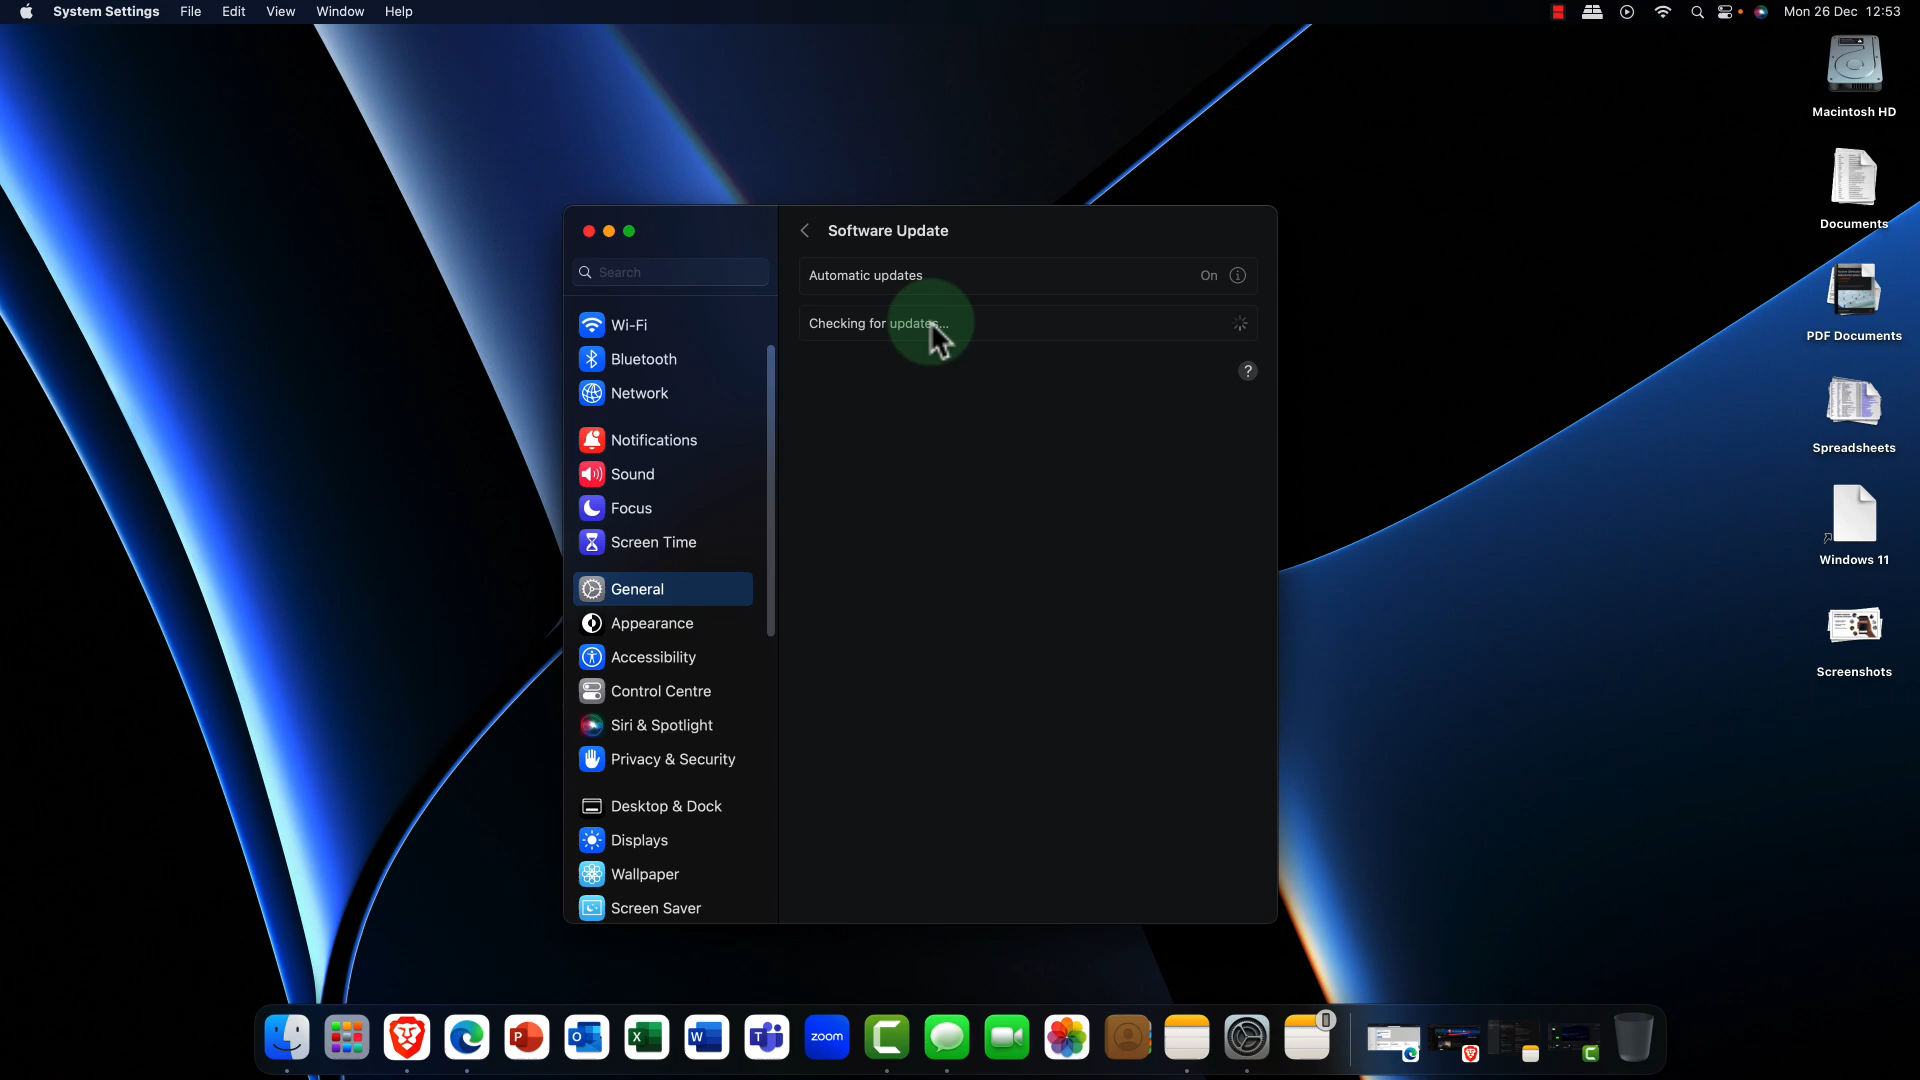 System Settings File Edit View Window Help Mon 26 Dec 12:53
Macintosh HD
Documents
PDF Documents
Spreadsheets
Windows 11
Screenshots
Search
Wi-Fi
Bluetooth
Network
Notifications
Sound
Focus
Screen Time
General
Appearance
Accessibility
Control Centre
Siri & Spotlight
Privacy & Security
Desktop & Dock
Displays
Wallpaper
Screen Saver
Software Update
Automatic updates On
Checking for updates...
?
P
X
W
T
zoom